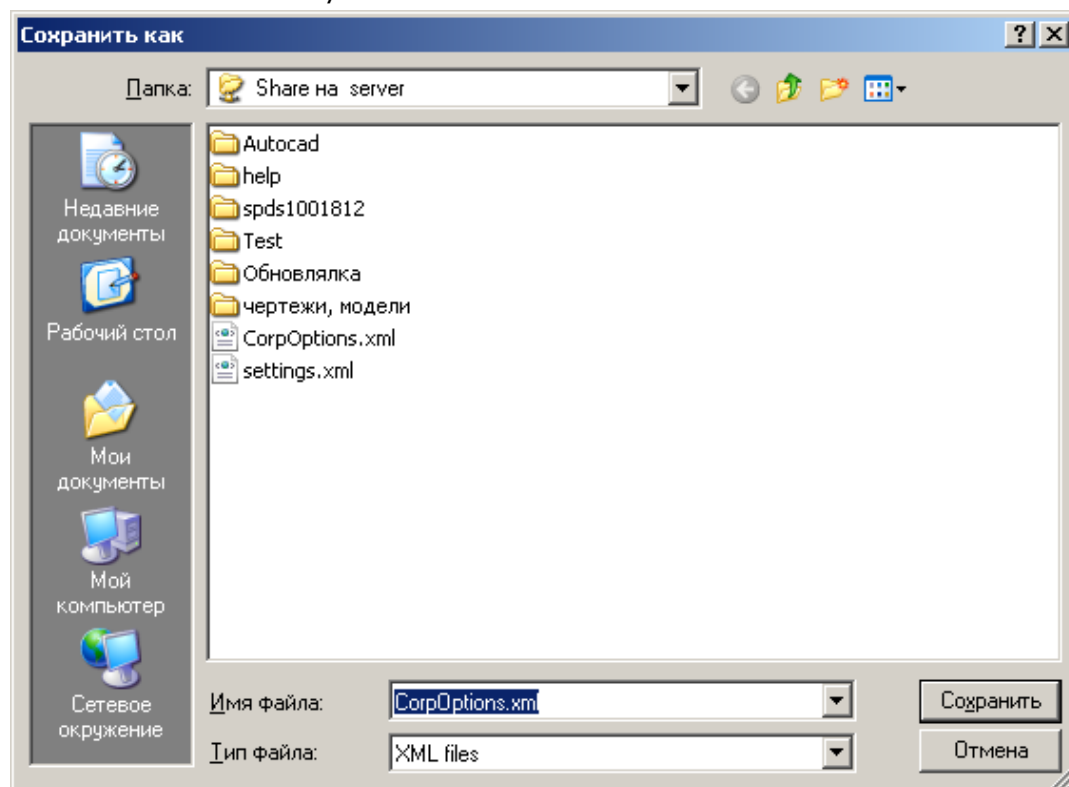 Сохранить как
Папка:
Share на server
Autocad
help
spds1001812
Test
Обновлялка
чертежи, модели
CorpOptions.xml
settings.xml
Недавние
документы
Рабочий стол
Мои
документы
Мой
компьютер
Сетевое
окружение
Имя файла:
CorpOptions.xml
Сохранить
Тип файла:
XML files
Отмена